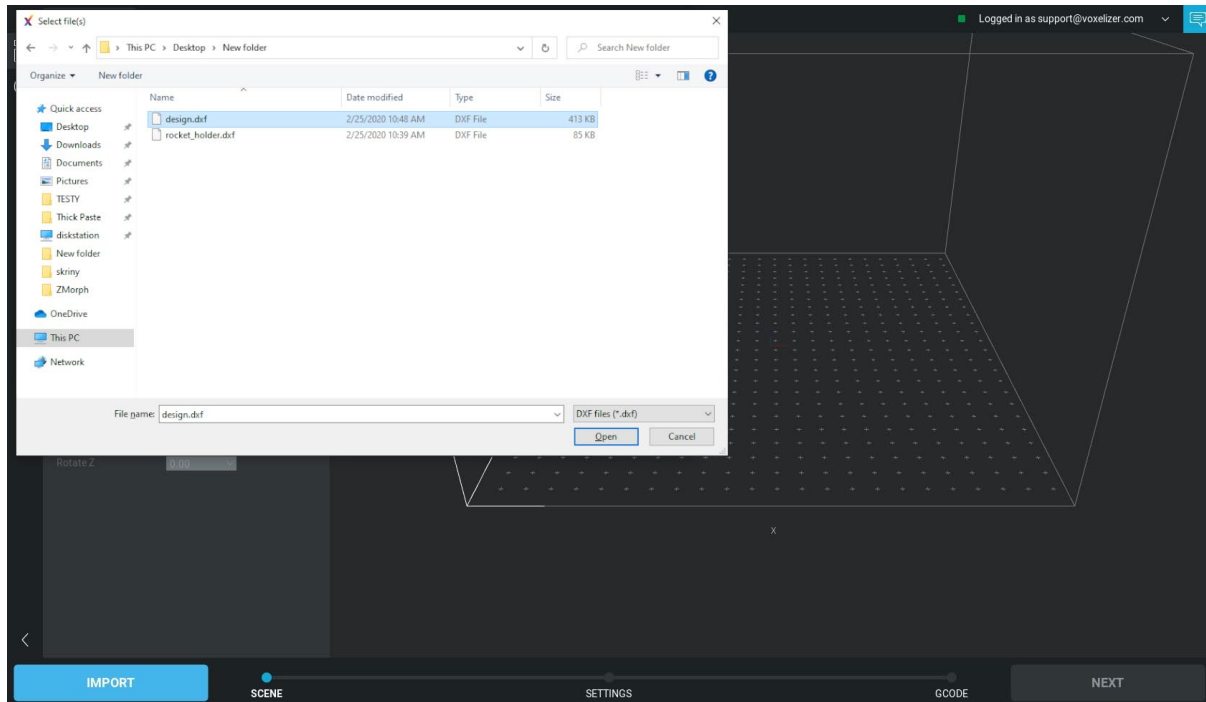 Select file(s)
Logged in as support@voxelizer.com
This PC > Desktop > New folder
Search New folder
Organize
New folder
Name
Date modified
Type
Size
Quick access
design.dxf
2/25/2020 10:48 AM
DXF File
413 KB
Desktop
rocket_holder.dxf
2/25/2020 10:39 AM
DXF File
85 KB
Downloads
Documents
Pictures
TESTY
Thick Paste
diskstation
New folder
skriny
ZMorph
OneDrive
This PC
Network
File name: design.dxf
DXF files (*.dxf)
Open
Cancel
Rotate Z
0.00
X
IMPORT
SCENE
SETTINGS
GCODE
NEXT